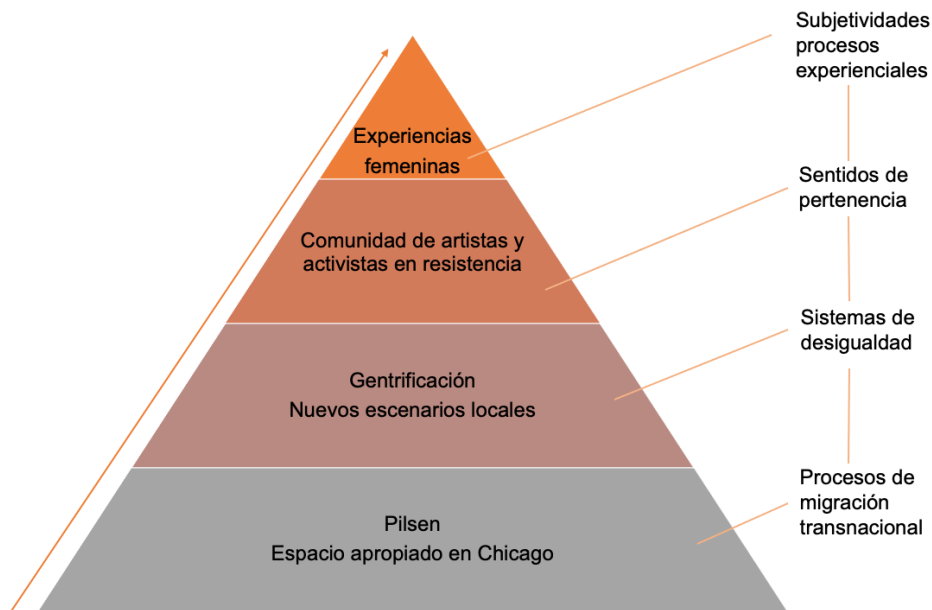 Subjetividades
procesos
experienciales
Experiencias
femeninas
Sentidos de
pertenencia
Comunidad de artistas y
activistas en resistencia
Sistemas de
desigualdad
Gentrificación
Nuevos escenarios locales
Procesos de
migración
transnacional
Pilsen
Espacio apropiado en Chicago